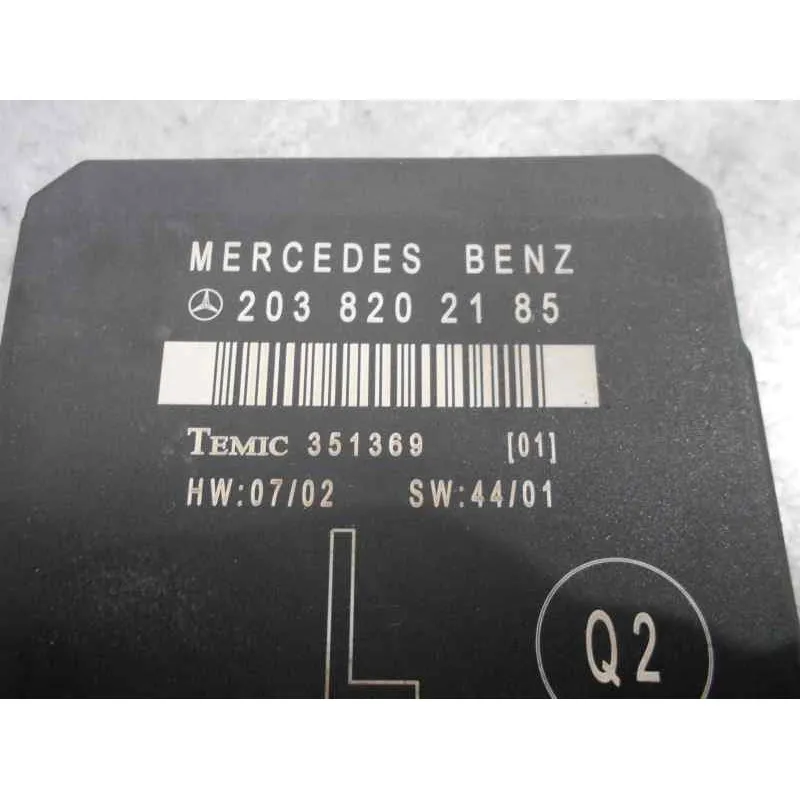 MERCEDES BENZ
203 820 21 85
TEMIC 351369 [01]
HW:07/02 SW:44/01
L
Q2